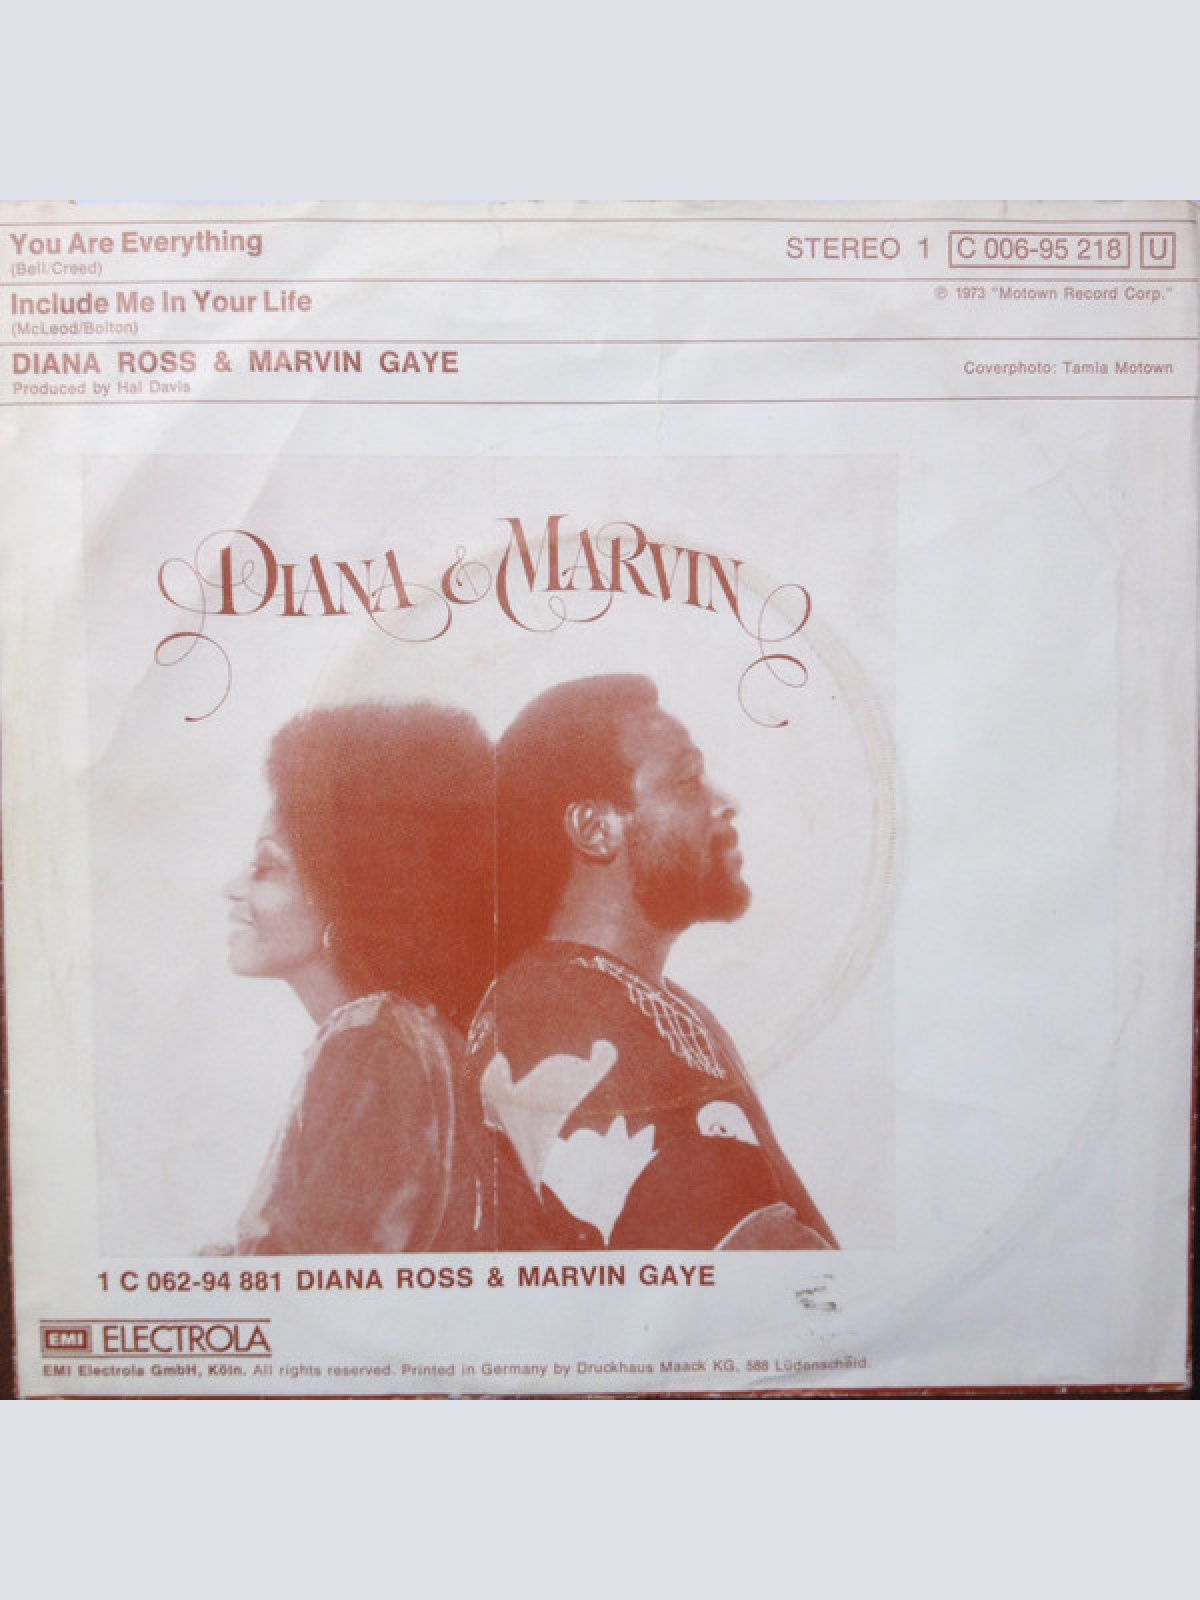 You Are Everything
(Bell/Creed)
STEREO 1 C 006-95 218 U
Include Me In Your Life
(McLeod/Bolton)
℗ 1973 "Motown Record Corp."
DIANA ROSS & MARVIN GAYE
Produced by Hal Davis
Coverphoto: Tamla Motown
DIANA & MARVIN
1 C 062-94 881 DIANA ROSS & MARVIN GAYE
EMI ELECTROLA
EMI Electrola GmbH, Köln. All rights reserved. Printed in Germany by Druckhaus Maack KG, 588 Lüdenscheid.